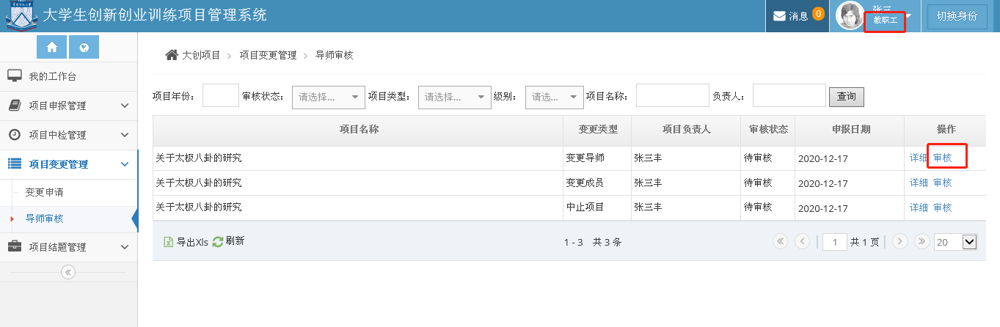 大学生创新创业训练项目管理系统
消息 0
张三
教职工
切换身份
大创项目 项目变更管理 导师审核
我的工作台
项目申报管理
项目中检管理
项目变更管理
变更申请
导师审核
项目结题管理
项目年份： 审核状态： 请选择... 项目类型： 请选择... 级别： 请选... 项目名称： 负责人： 查询
项目名称 变更类型 项目负责人 审核状态 申报日期 操作
关于太极八卦的研究 变更导师 张三丰 待审核 2020-12-17 详细 审核
关于太极八卦的研究 变更成员 张三丰 待审核 2020-12-17 详细 审核
关于太极八卦的研究 中止项目 张三丰 待审核 2020-12-17 详细 审核
导出Xls 刷新 1 - 3 共 3 条 1 共 1 页 20